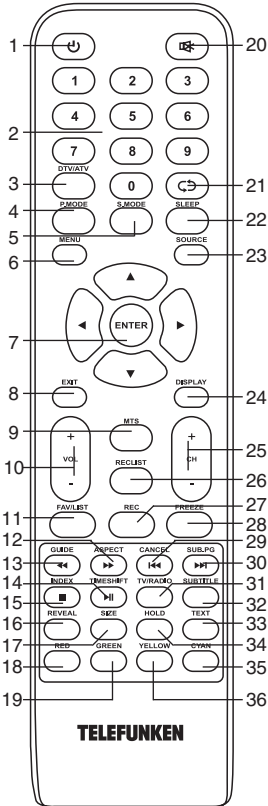 1 20
1 2 3
2
4 5 6
7 8 9
DTV/ATV
3 0 21
4 P.MODE S.MODE SLEEP 22
5
MENU SOURCE
6 23
ENTER
7
EXIT DISPLAY
8 24
MTS
9
+ +
10 VOL CH 25
RECLIST
- - 26
27
FAV/LIST REC FREEZE
11 28
12 29
GUIDE ASPECT CANCEL SUB.PG
13 30
14 31
INDEX TIMESHIFT TV/RADIO SUBTITLE
15 32
REVEAL SIZE HOLD TEXT
16 33
17 34
RED GREEN YELLOW CYAN
18 35
19 36
TELEFUNKEN